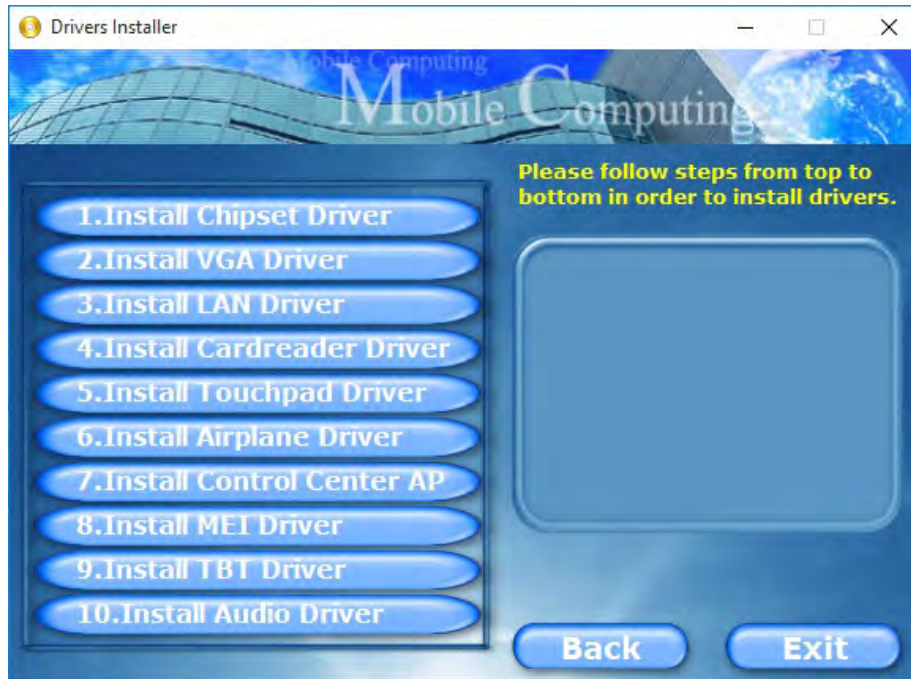 Drivers Installer
Mobile Computing
Mobile Computing
Please follow steps from top to
bottom in order to install drivers.
1.Install Chipset Driver
2.Install VGA Driver
3.Install LAN Driver
4.Install Cardreader Driver
5.Install Touchpad Driver
6.Install Airplane Driver
7.Install Control Center AP
8.Install MEI Driver
9.Install TBT Driver
10.Install Audio Driver
Back
Exit